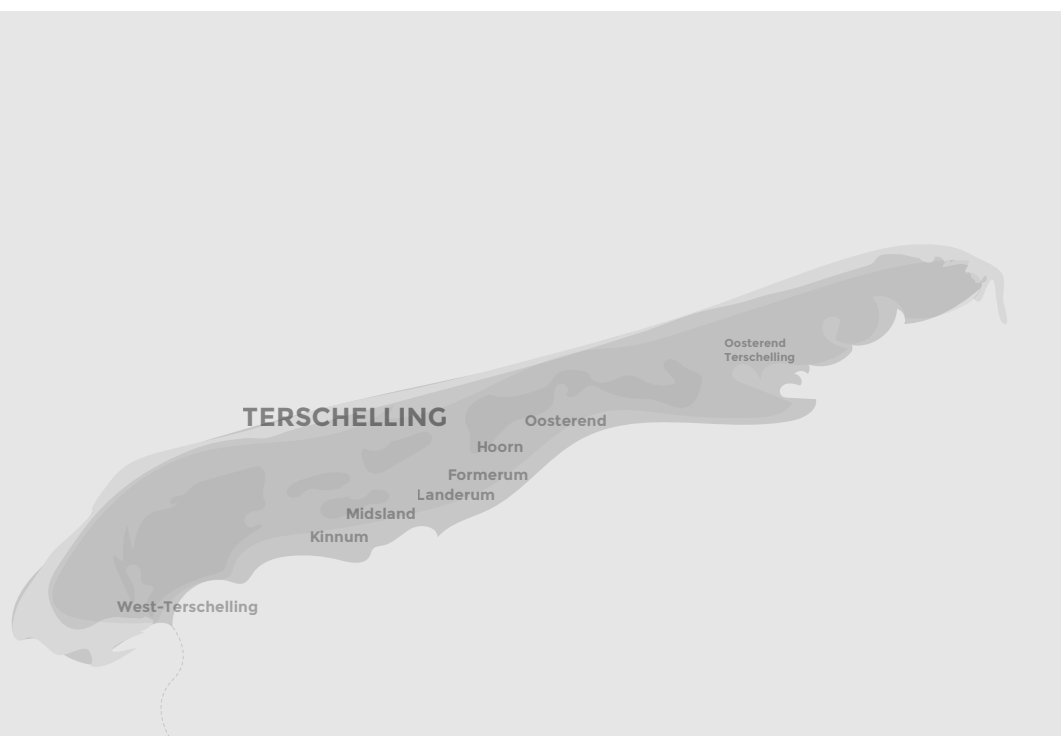 Oosterend
Terschelling
TERSCHELLING
Oosterend
Hoorn
Formerum
Landerum
Midsland
Kinnum
West-Terschelling